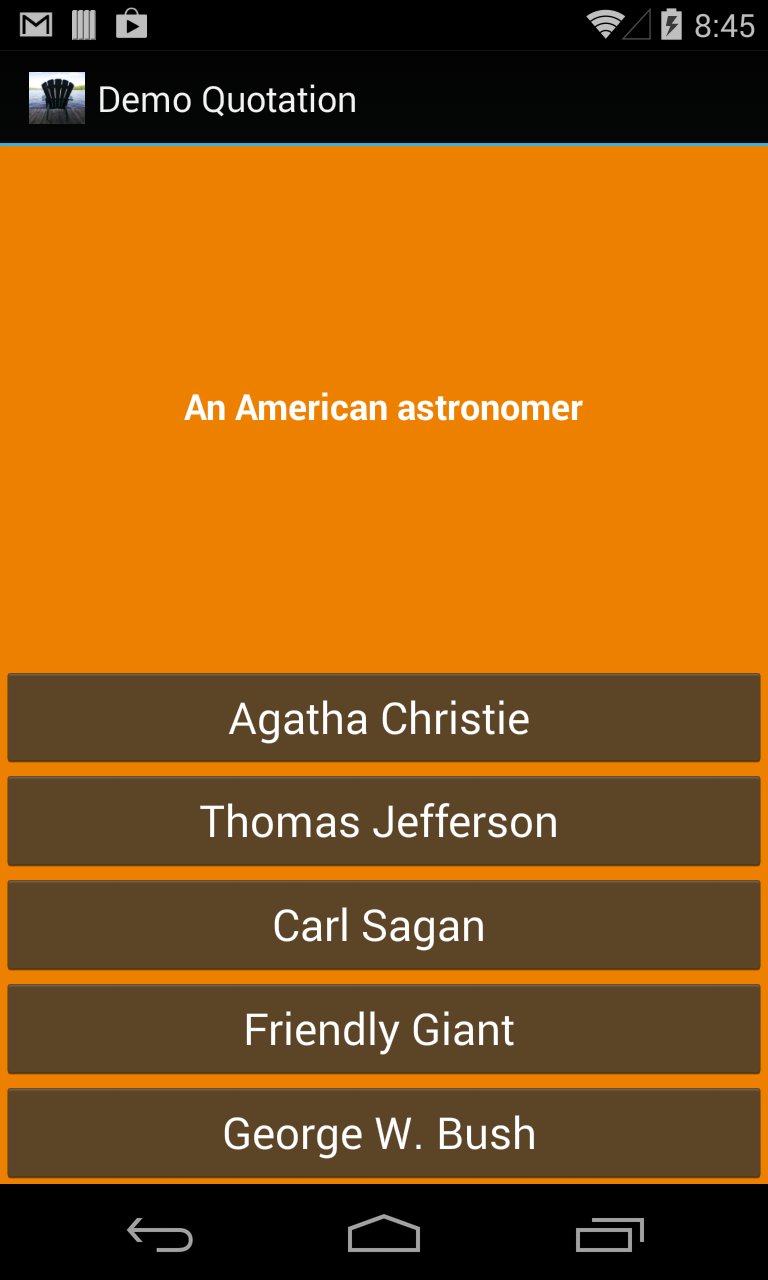 8:45
Demo Quotation
An American astronomer
Agatha Christie
Thomas Jefferson
Carl Sagan
Friendly Giant
George W. Bush